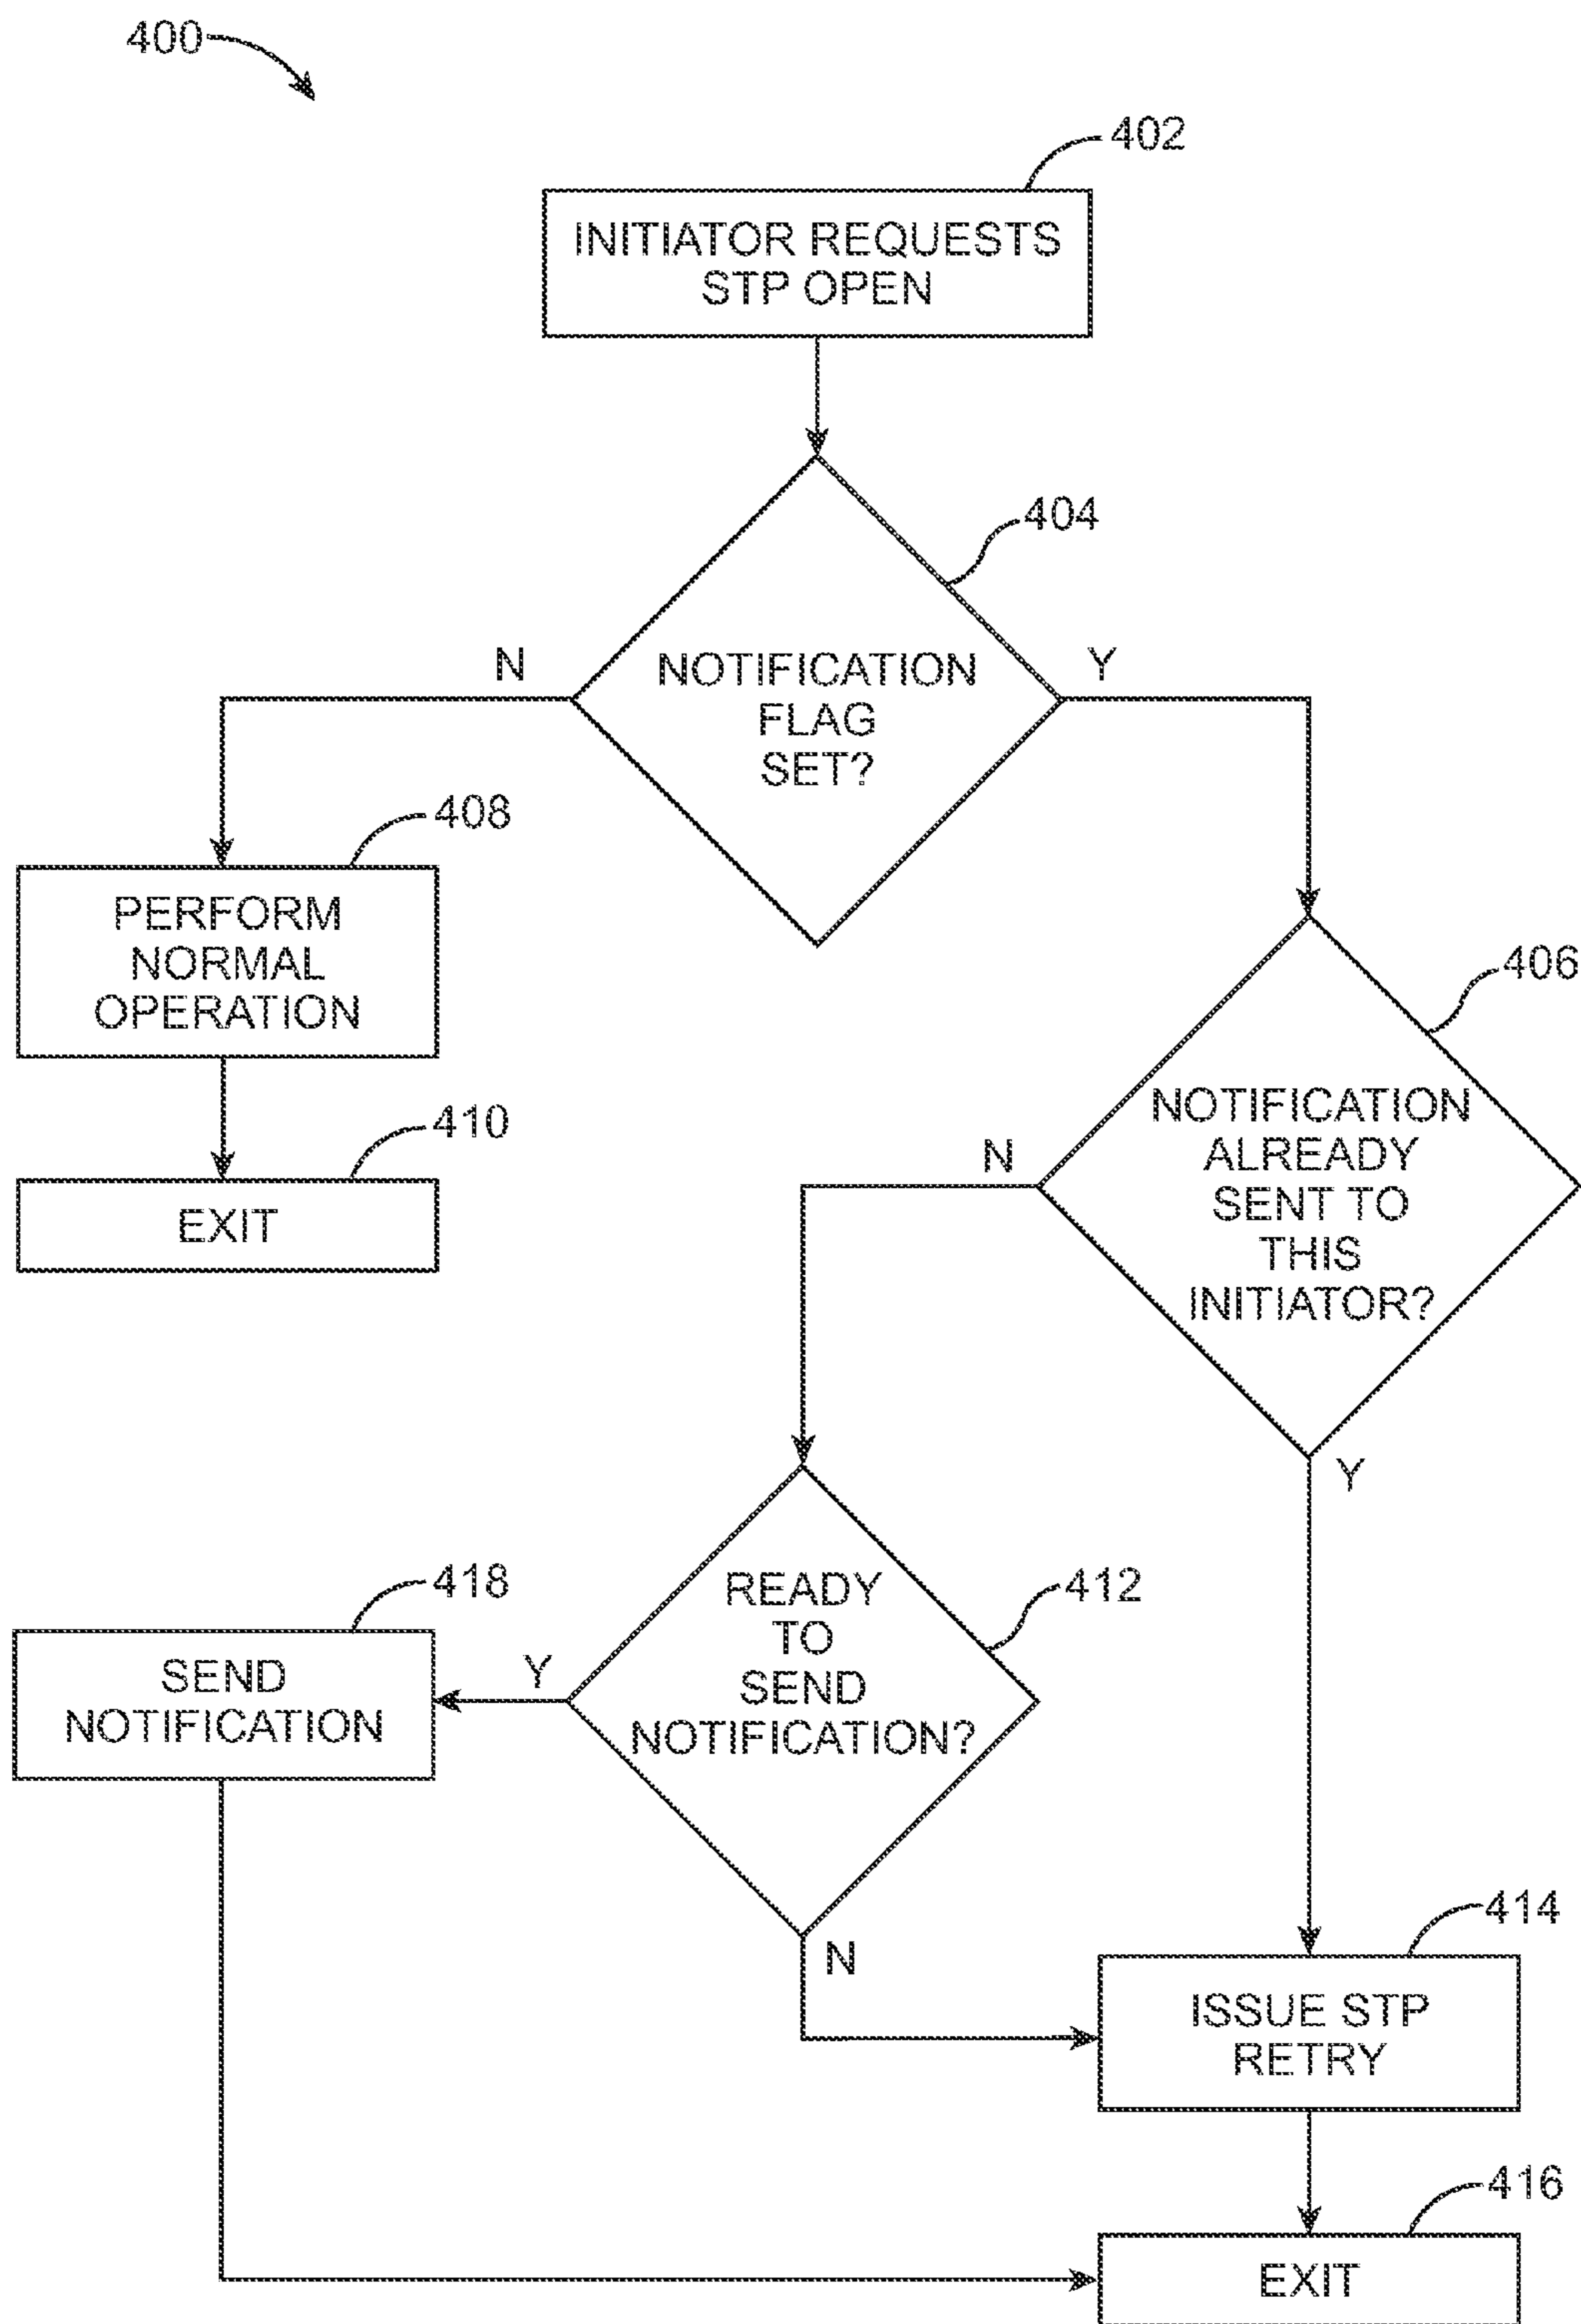 400
402
INITIATOR REQUESTS
STP OPEN
404
N
NOTIFICATION
FLAG
SET?
Y
408
PERFORM
NORMAL
OPERATION
410
EXIT
406
NOTIFICATION
ALREADY
SENT TO
THIS
INITIATOR?
N
Y
412
READY
TO
SEND
NOTIFICATION?
Y
N
418
SEND
NOTIFICATION
414
ISSUE STP
RETRY
416
EXIT